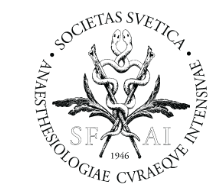 SOCIETAS SVETICA
ANAESTHESIOLOGIAE CVRAEQVE INTENSIVAE
SF AI
1946